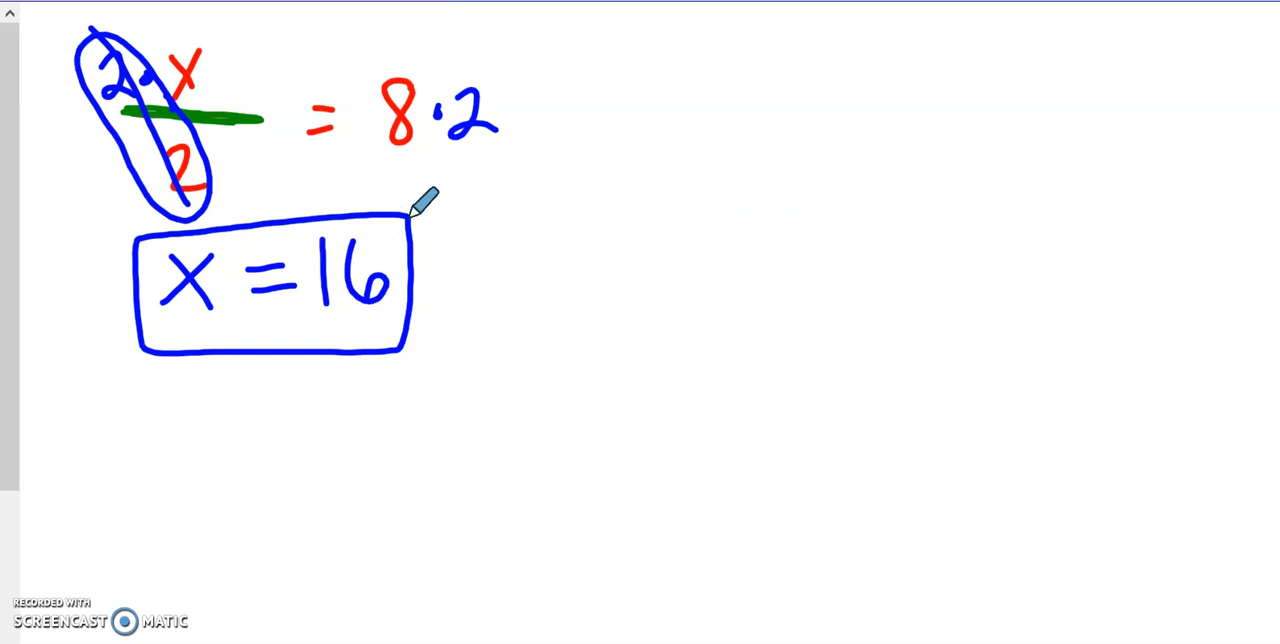 2·x
2
= 8·2
x = 16
RECORDED WITH
SCREENCAST MATIC